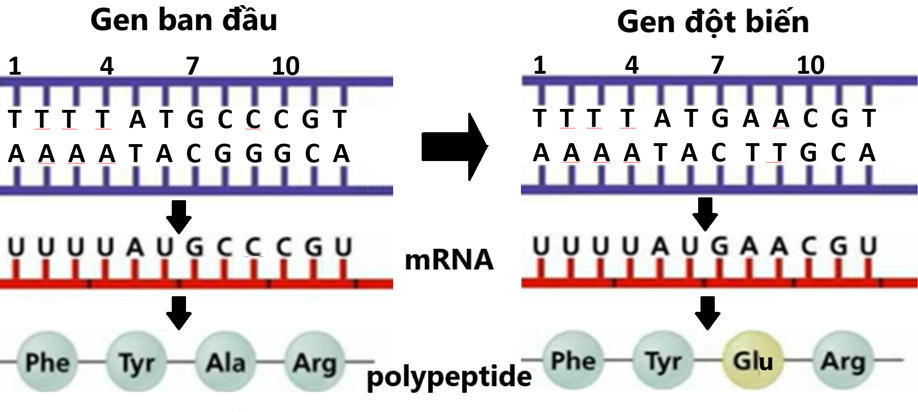 Gen ban đầu
1 4 7 10
T T T T A T G C C C G T
A A A A T A C G G G C A
U U U U A U G C C C G U
Phe Tyr Ala Arg
Gen đột biến
1 4 7 10
T T T T A T G A A C G T
A A A A T A C T T G C A
mRNA
U U U U A U G A A C G U
polypeptide
Phe Tyr Glu Arg